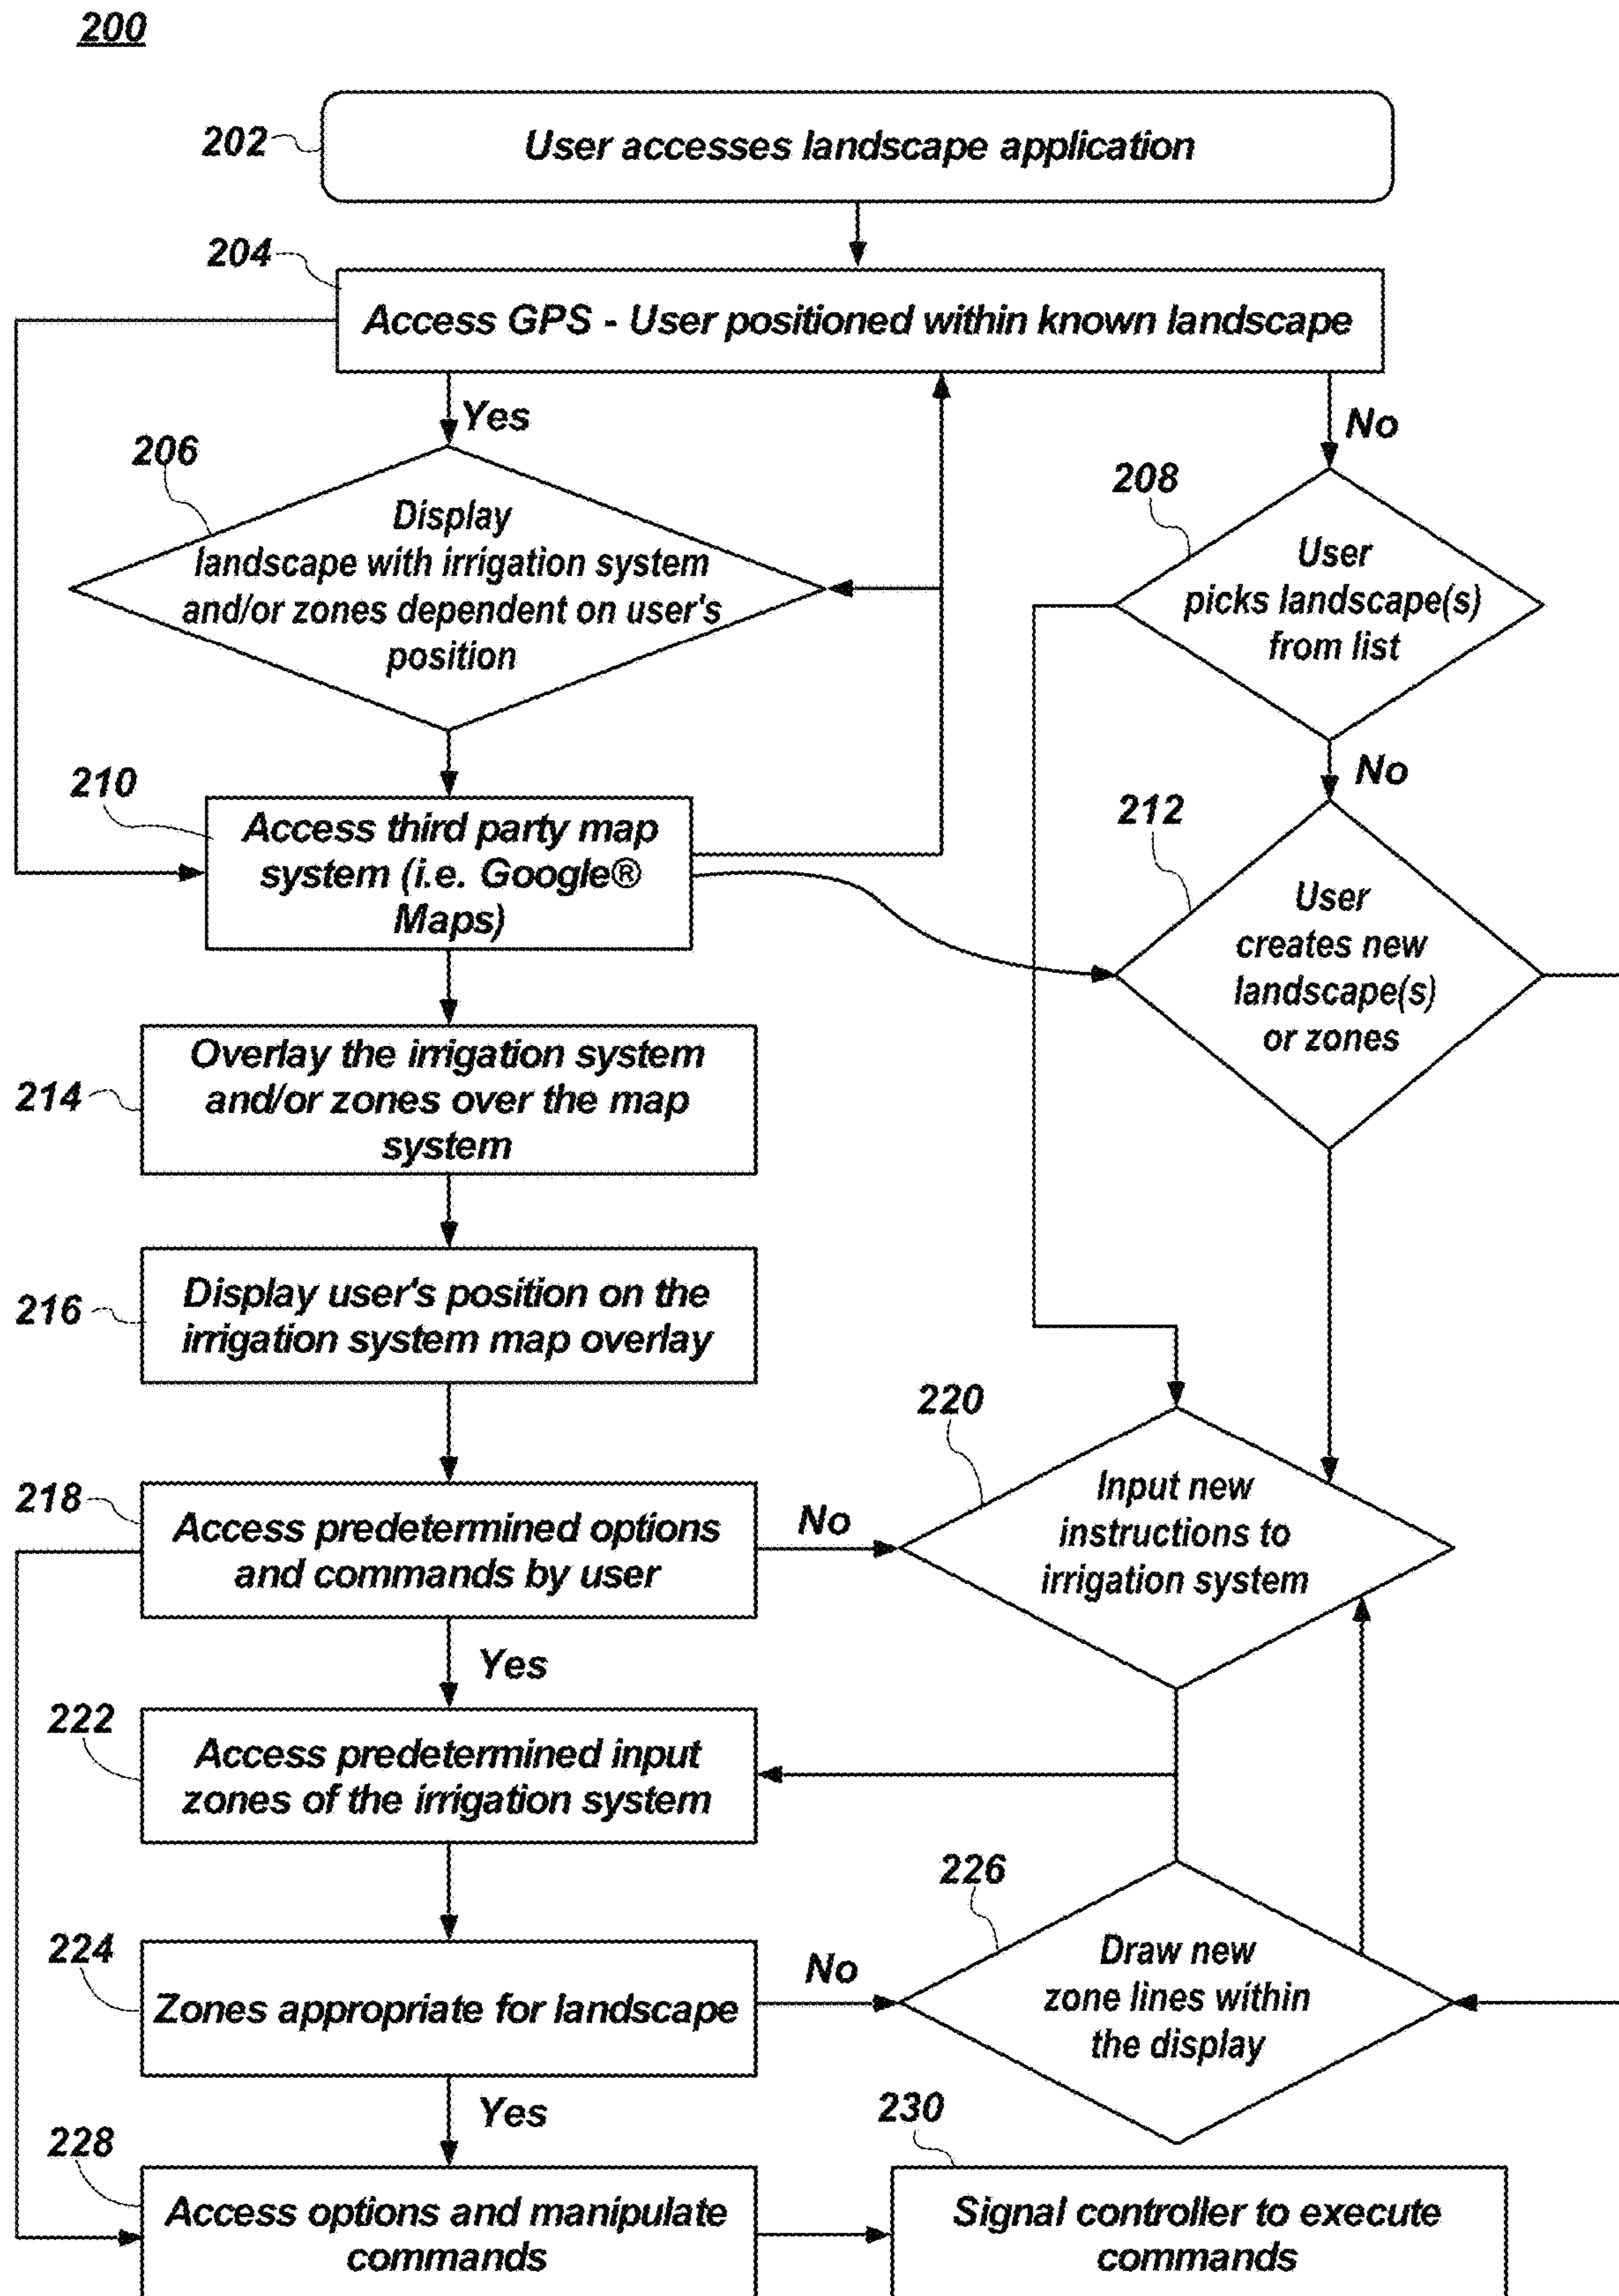 200
202
User accesses landscape application
204
Access GPS - User positioned within known landscape
Yes
No
206
Display
landscape with irrigation system
and/or zones dependent on user's
position
208
User
picks landscape(s)
from list
No
210
Access third party map
system (i.e. Google®
Maps)
212
User
creates new
landscape(s)
or zones
214
Overlay the irrigation system
and/or zones over the map
system
216
Display user's position on the
irrigation system map overlay
218
Access predetermined options
and commands by user
No
Yes
220
Input new
instructions to
irrigation system
222
Access predetermined input
zones of the irrigation system
224
Zones appropriate for landscape
No
Yes
226
Draw new
zone lines within
the display
228
Access options and manipulate
commands
230
Signal controller to execute
commands